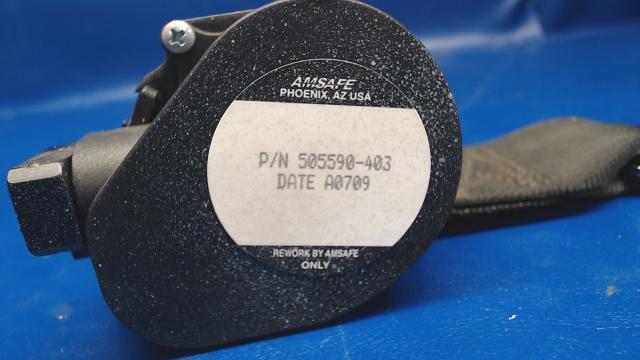 AMSAFE
PHOENIX, AZ USA
P/N 505590-403
DATE A0709
REWORK BY AMSAFE
ONLY